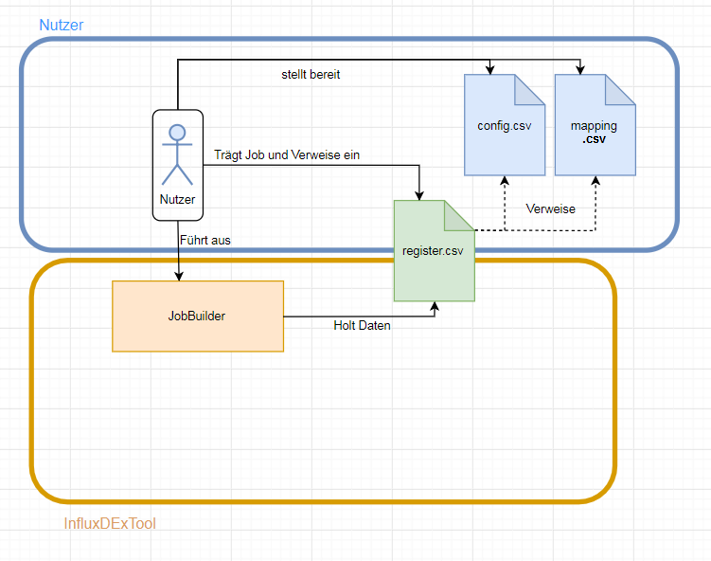 Nutzer
stellt bereit
config.csv
mapping
.csv
Trägt Job und Verweise ein
Nutzer
Verweise
Führt aus
register.csv
JobBuilder
Holt Daten
InfluxDExTool